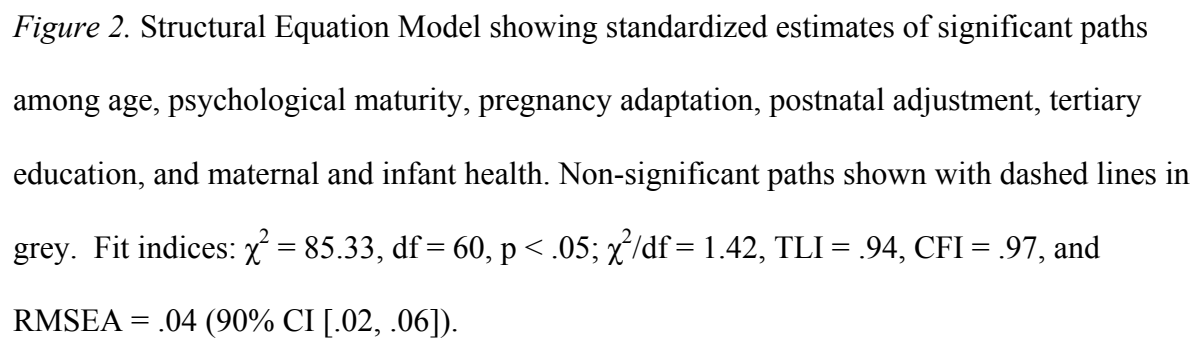 Figure 2. Structural Equation Model showing standardized estimates of significant paths
among age, psychological maturity, pregnancy adaptation, postnatal adjustment, tertiary
education, and maternal and infant health. Non-significant paths shown with dashed lines in
grey.  Fit indices: χ² = 85.33, df = 60, p < .05; χ²/df = 1.42, TLI = .94, CFI = .97, and
RMSEA = .04 (90% CI [.02, .06]).